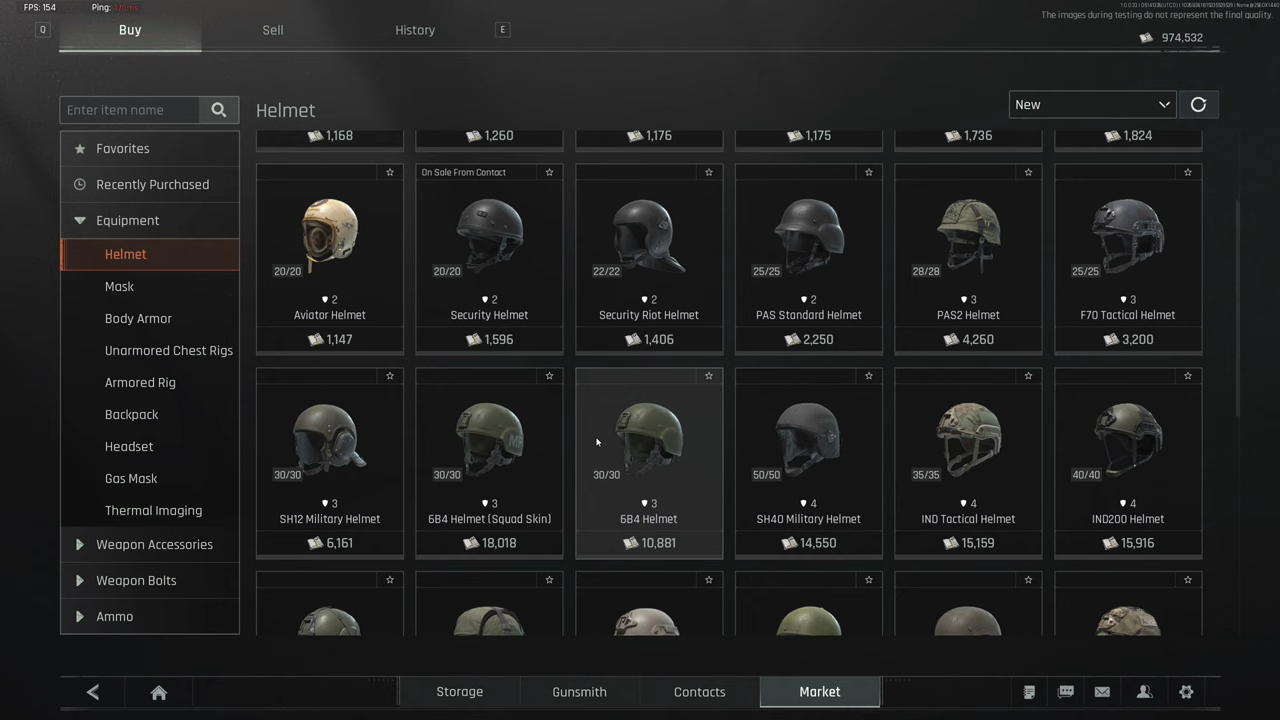 FPS: 154
Ping:
The images during testing do not represent the final quality.
Q
Buy
Sell
History
E
974,532
Enter item name
Helmet
New
Favorites
Recently Purchased
Equipment
Helmet
Mask
Body Armor
Unarmored Chest Rigs
Armored Rig
Backpack
Headset
Gas Mask
Thermal Imaging
Weapon Accessories
Weapon Bolts
Ammo
1,168
1,260
1,176
1,175
1,736
1,824
20/20
2
Aviator Helmet
1,147
On Sale From Contact
20/20
2
Security Helmet
1,596
22/22
2
Security Riot Helmet
1,406
25/25
2
PAS Standard Helmet
2,250
28/28
3
PAS2 Helmet
4,260
25/25
3
F70 Tactical Helmet
3,200
30/30
3
SH12 Military Helmet
6,161
30/30
3
6B4 Helmet (Squad Skin)
18,018
30/30
3
6B4 Helmet
10,881
50/50
4
SH40 Military Helmet
14,550
35/35
4
IND Tactical Helmet
15,159
40/40
4
IND200 Helmet
15,916
Storage
Gunsmith
Contacts
Market